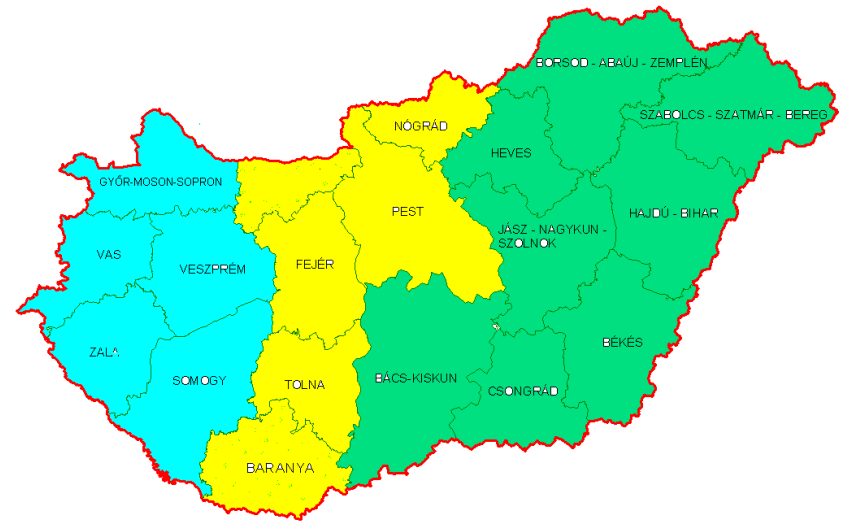 BORSOD - ABAÚJ - ZEMPLÉN
SZABOLCS - SZATMÁR - BEREG
NÓGRÁD
HEVES
GYŐR-MOSON-SOPRON
PEST
HAJDÚ - BIHAR
JÁSZ - NAGYKUN -
SZOLNOK
VAS
VESZPRÉM
FEJÉR
BÉKÉS
ZALA
SOMOGY
TOLNA
BÁCS-KISKUN
CSONGRÁD
BARANYA